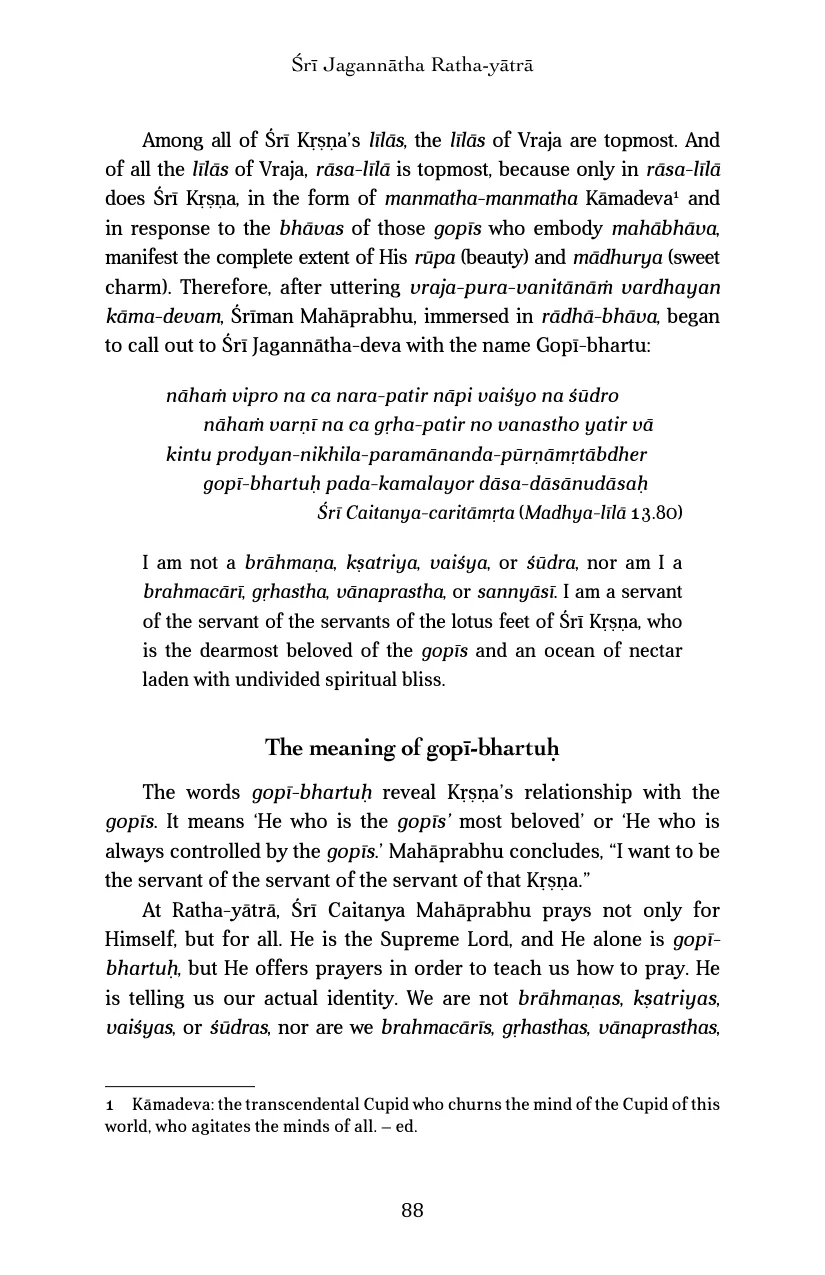 Śrī Jagannātha Ratha-yātrā
Among all of Śrī Kṛṣṇa’s līlās, the līlās of Vraja are topmost. And
of all the līlās of Vraja, rāsa-līlā is topmost, because only in rāsa-līlā
does Śrī Kṛṣṇa, in the form of manmatha-manmatha Kāmadeva¹ and
in response to the bhāvas of those gopīs who embody mahābhāva,
manifest the complete extent of His rūpa (beauty) and mādhurya (sweet
charm). Therefore, after uttering vraja-pura-vanitānāṁ vardhayan
kāma-devam, Śrīman Mahāprabhu, immersed in rādhā-bhāva, began
to call out to Śrī Jagannātha-deva with the name Gopī-bhartu:
nāhaṁ vipro na ca nara-patir nāpi vaiśyo na śūdro
nāhaṁ varṇī na ca gṛha-patir no vanastho yatir vā
kintu prodyan-nikhila-paramānanda-pūrṇāmṛtābdher
gopī-bhartuḥ pada-kamalayor dāsa-dāsānudāsaḥ
Śrī Caitanya-caritāmṛta (Madhya-līlā 13.80)
I am not a brāhmaṇa, kṣatriya, vaiśya, or śūdra, nor am I a
brahmacārī, gṛhastha, vānaprastha, or sannyāsī. I am a servant
of the servant of the servants of the lotus feet of Śrī Kṛṣṇa, who
is the dearmost beloved of the gopīs and an ocean of nectar
laden with undivided spiritual bliss.
The meaning of gopī-bhartuḥ
The words gopī-bhartuḥ reveal Kṛṣṇa’s relationship with the
gopīs. It means ‘He who is the gopīs’ most beloved’ or ‘He who is
always controlled by the gopīs.’ Mahāprabhu concludes, “I want to be
the servant of the servant of the servant of that Kṛṣṇa.”
At Ratha-yātrā, Śrī Caitanya Mahāprabhu prays not only for
Himself, but for all. He is the Supreme Lord, and He alone is gopī-
bhartuḥ, but He offers prayers in order to teach us how to pray. He
is telling us our actual identity. We are not brāhmaṇas, kṣatriyas,
vaiśyas, or śūdras, nor are we brahmacārīs, gṛhasthas, vānaprasthas,
1 Kāmadeva: the transcendental Cupid who churns the mind of the Cupid of this
world, who agitates the minds of all. – ed.
88